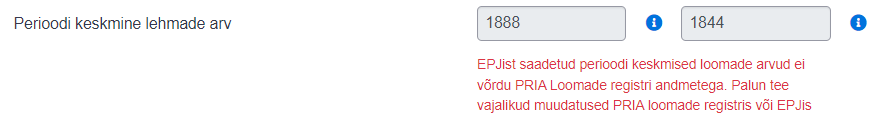 Perioodi keskmine lehmade arv 1888 1844
EPJist saadetud perioodi keskmised loomade arvud ei
võrdu PRIA Loomade registri andmetega. Palun tee
vajalikud muudatused PRIA loomade registris või EPJis